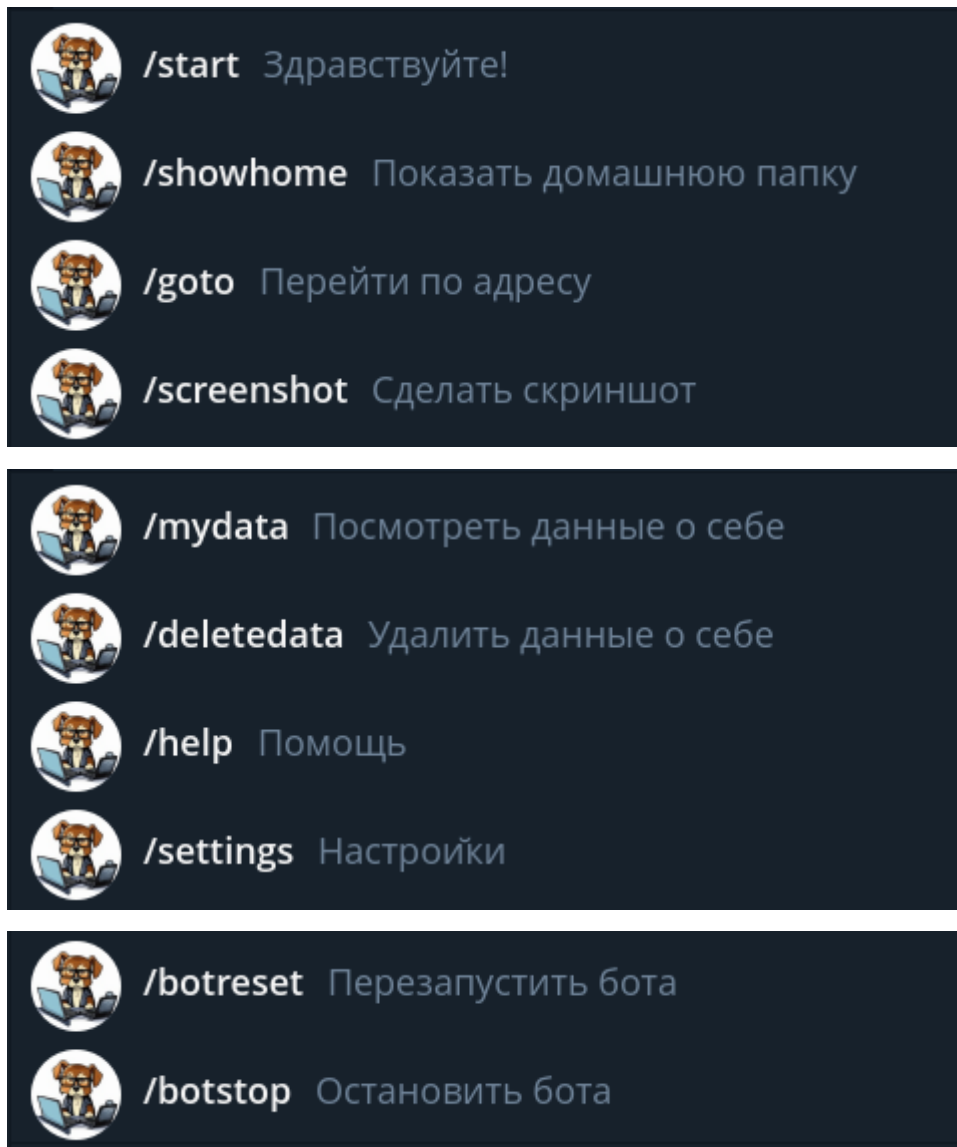 /start Здравствуйте!
/showhome Показать домашнюю папку
/goto Перейти по адресу
/screenshot Сделать скриншот
/mydata Посмотреть данные о себе
/deletedata Удалить данные о себе
/help Помощь
/settings Настройки
/botreset Перезапустить бота
/botstop Остановить бота